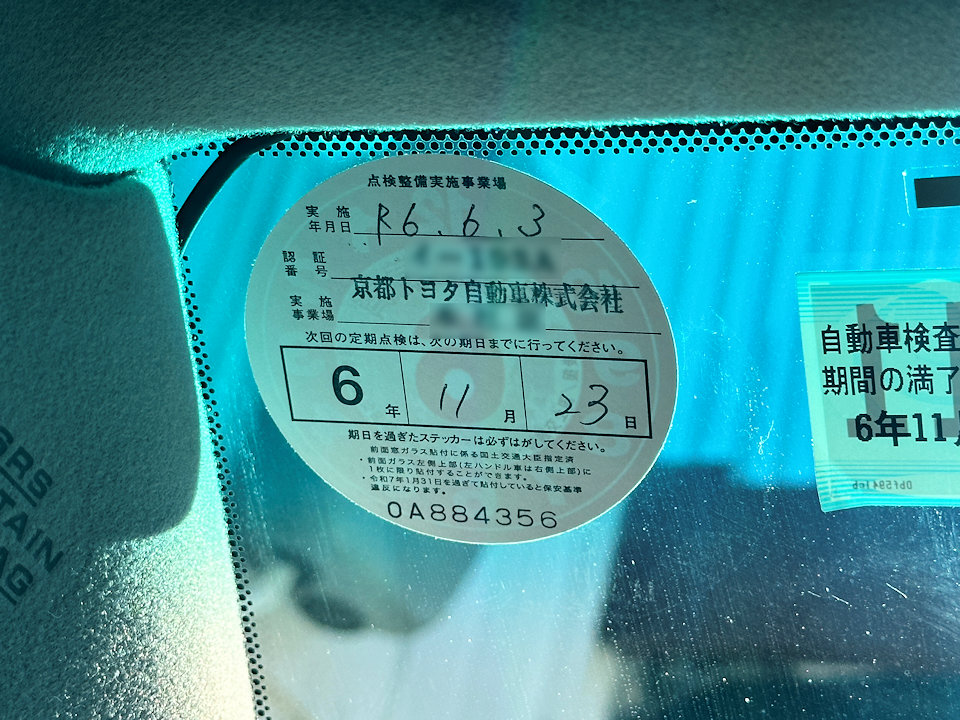 点検整備実施事業場
実施
年月日 R6.6.3
認証
番号
京都トヨタ自動車株式会社
実施
事業場
次回の定期点検は、次の期日までに行ってください。
6年 11月 23日
期日を過ぎたステッカーは必ずはがしてください。
前面窓ガラス貼付に係る国土交通大臣指定済
・前面ガラス左側上部(左ハンドル車は右側上部)に
1枚に限り貼付することができます。
・令和7年1月31日を過ぎて貼付していると保安基準
違反になります。
0A884356
自動車検査
期間の満了
6年11月
SRS
TAIN
AG